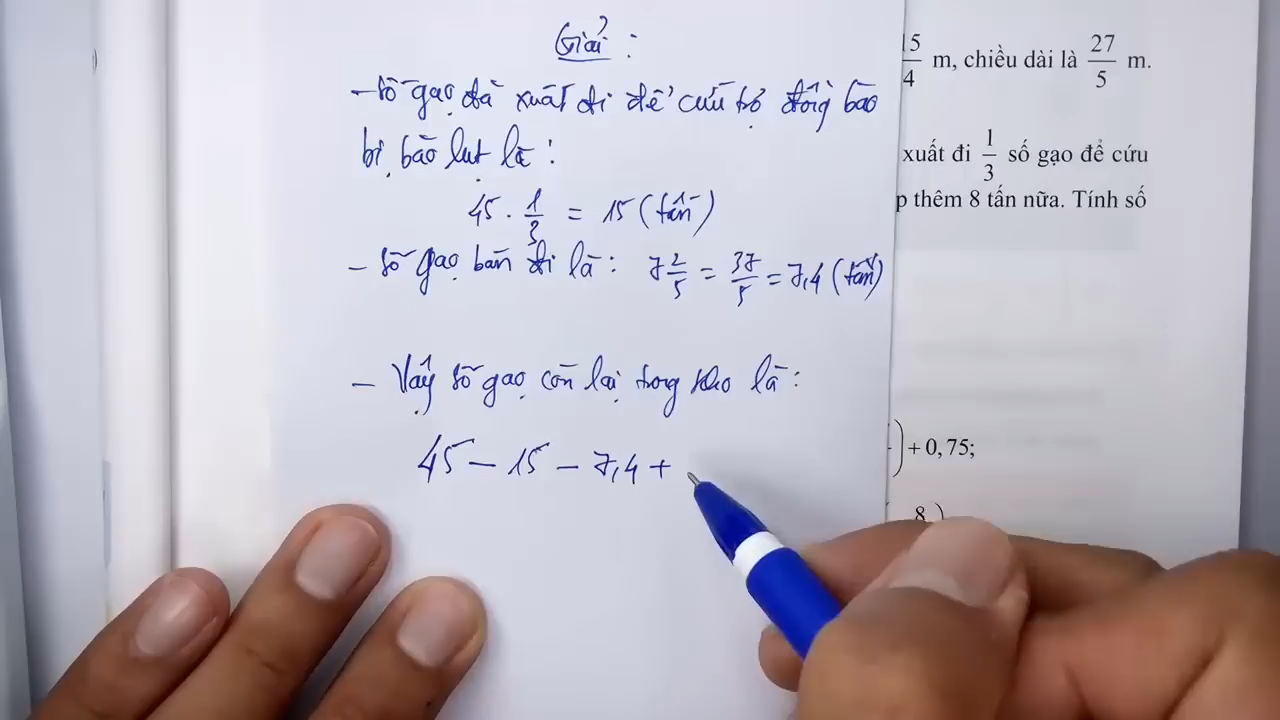 Giải :
- Số gạo đã xuất đi để cứu trợ đồng bào
bị bão lụt là :
45 . 1/3 = 15 (tấn)
- Số gạo bán đi là : 7 2/5 = 37/5 = 7,4 (tấn)
- Vậy số gạo còn lại trong kho là :
45 - 15 - 7,4 +
15/4 m, chiều dài là 27/5 m.
xuất đi 1/3 số gạo để cứu
p thêm 8 tấn nữa. Tính số
) + 0,75;
8 )